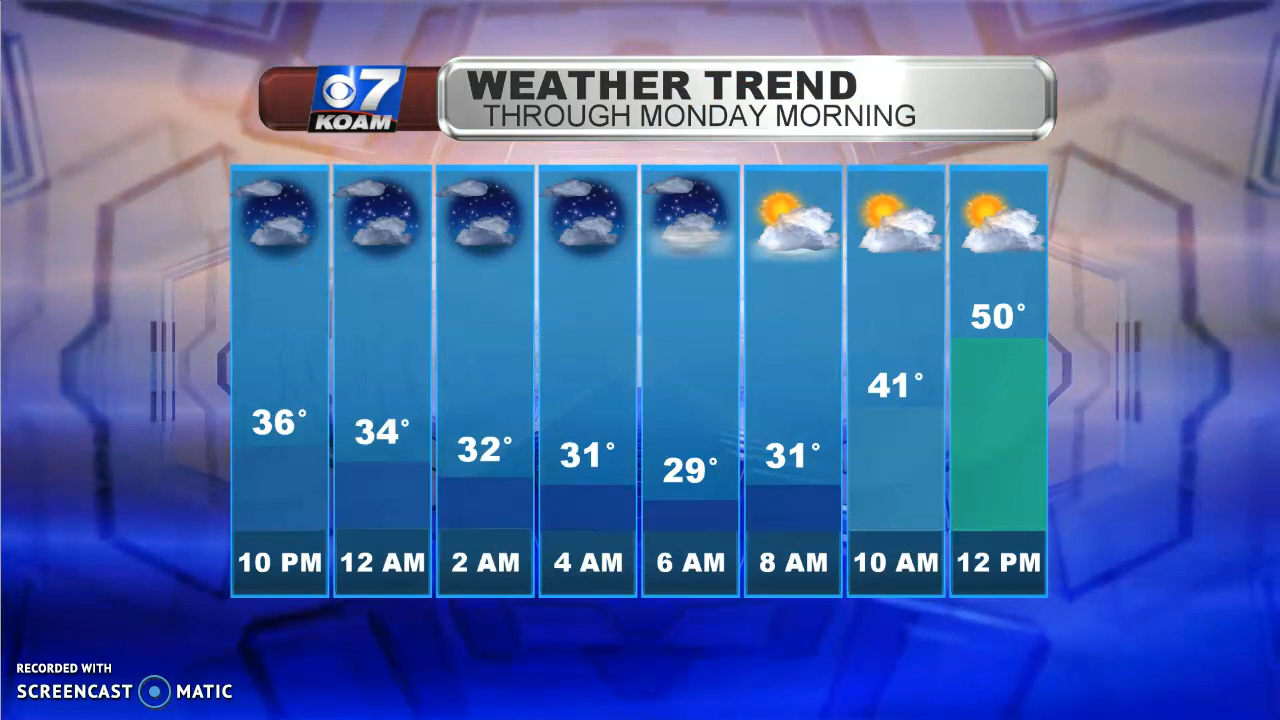 7
KOAM
WEATHER TREND
THROUGH MONDAY MORNING
36° 34° 32° 31° 29° 31° 41° 50°
10 PM 12 AM 2 AM 4 AM 6 AM 8 AM 10 AM 12 PM
RECORDED WITH
SCREENCAST MATIC